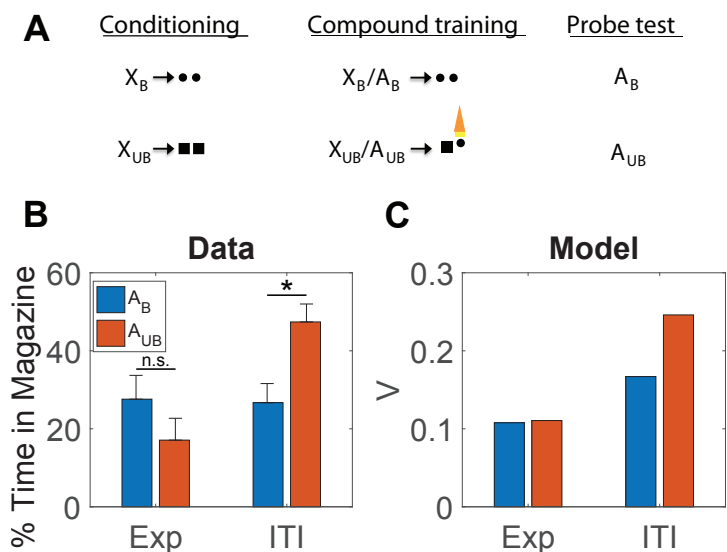 A
Conditioning Compound training Probe test
X_B → •• X_B/A_B → •• A_B
X_UB → ■■ X_UB/A_UB → ■• A_UB
B
Data
% Time in Magazine
60
40
20
0
A_B
A_UB
n.s.
*
Exp ITI
C
Model
V
0.3
0.2
0.1
0
Exp ITI